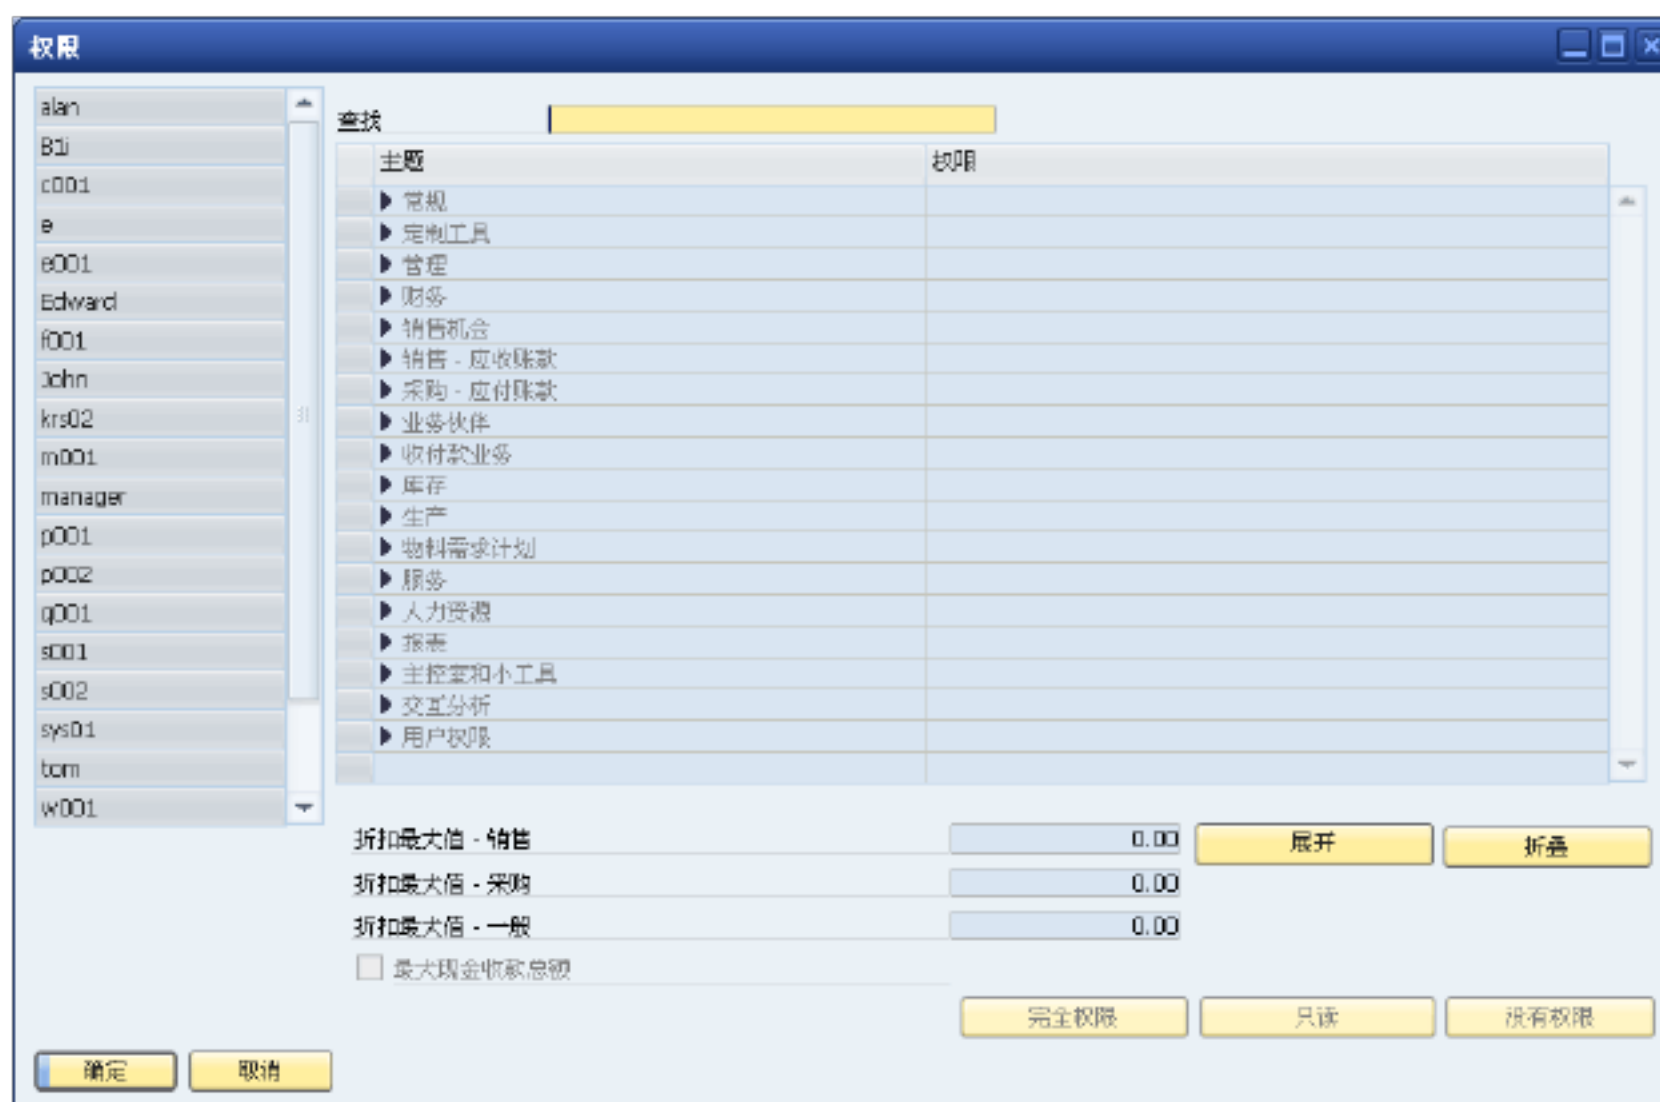 权限
alan
B1i
c001
e
e001
Edward
f001
John
krs02
m001
manager
p001
p002
q001
s001
s002
sys01
tom
w001
查找
主题 权限
常规
定制工具
管理
财务
销售机会
销售 - 应收账款
采购 - 应付账款
业务伙伴
收付款业务
库存
生产
物料需求计划
服务
人力资源
报表
主控室和小工具
交互分析
用户权限
折扣最大值 - 销售 0.00 展开 折叠
折扣最大值 - 采购 0.00
折扣最大值 - 一般 0.00
最大现金收款总额
完全权限 只读 没有权限
确定 取消